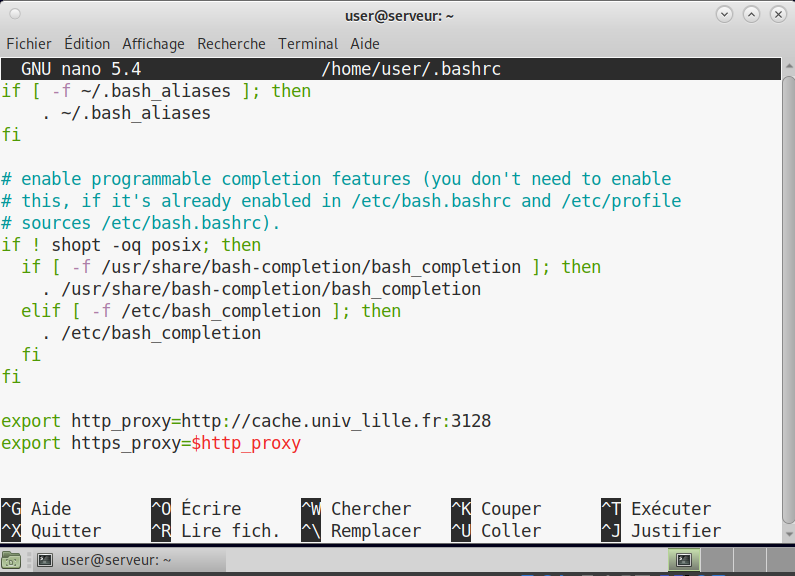 user@serveur: ~
Fichier Édition Affichage Recherche Terminal Aide
GNU nano 5.4 /home/user/.bashrc
if [ -f ~/.bash_aliases ]; then
    . ~/.bash_aliases
fi

# enable programmable completion features (you don't need to enable
# this, if it's already enabled in /etc/bash.bashrc and /etc/profile
# sources /etc/bash.bashrc).
if ! shopt -oq posix; then
  if [ -f /usr/share/bash-completion/bash_completion ]; then
    . /usr/share/bash-completion/bash_completion
  elif [ -f /etc/bash_completion ]; then
    . /etc/bash_completion
  fi
fi

export http_proxy=http://cache.univ_lille.fr:3128
export https_proxy=$http_proxy

^G Aide ^O Écrire ^W Chercher ^K Couper ^T Exécuter
^X Quitter ^R Lire fich. ^\ Remplacer ^U Coller ^J Justifier
user@serveur: ~